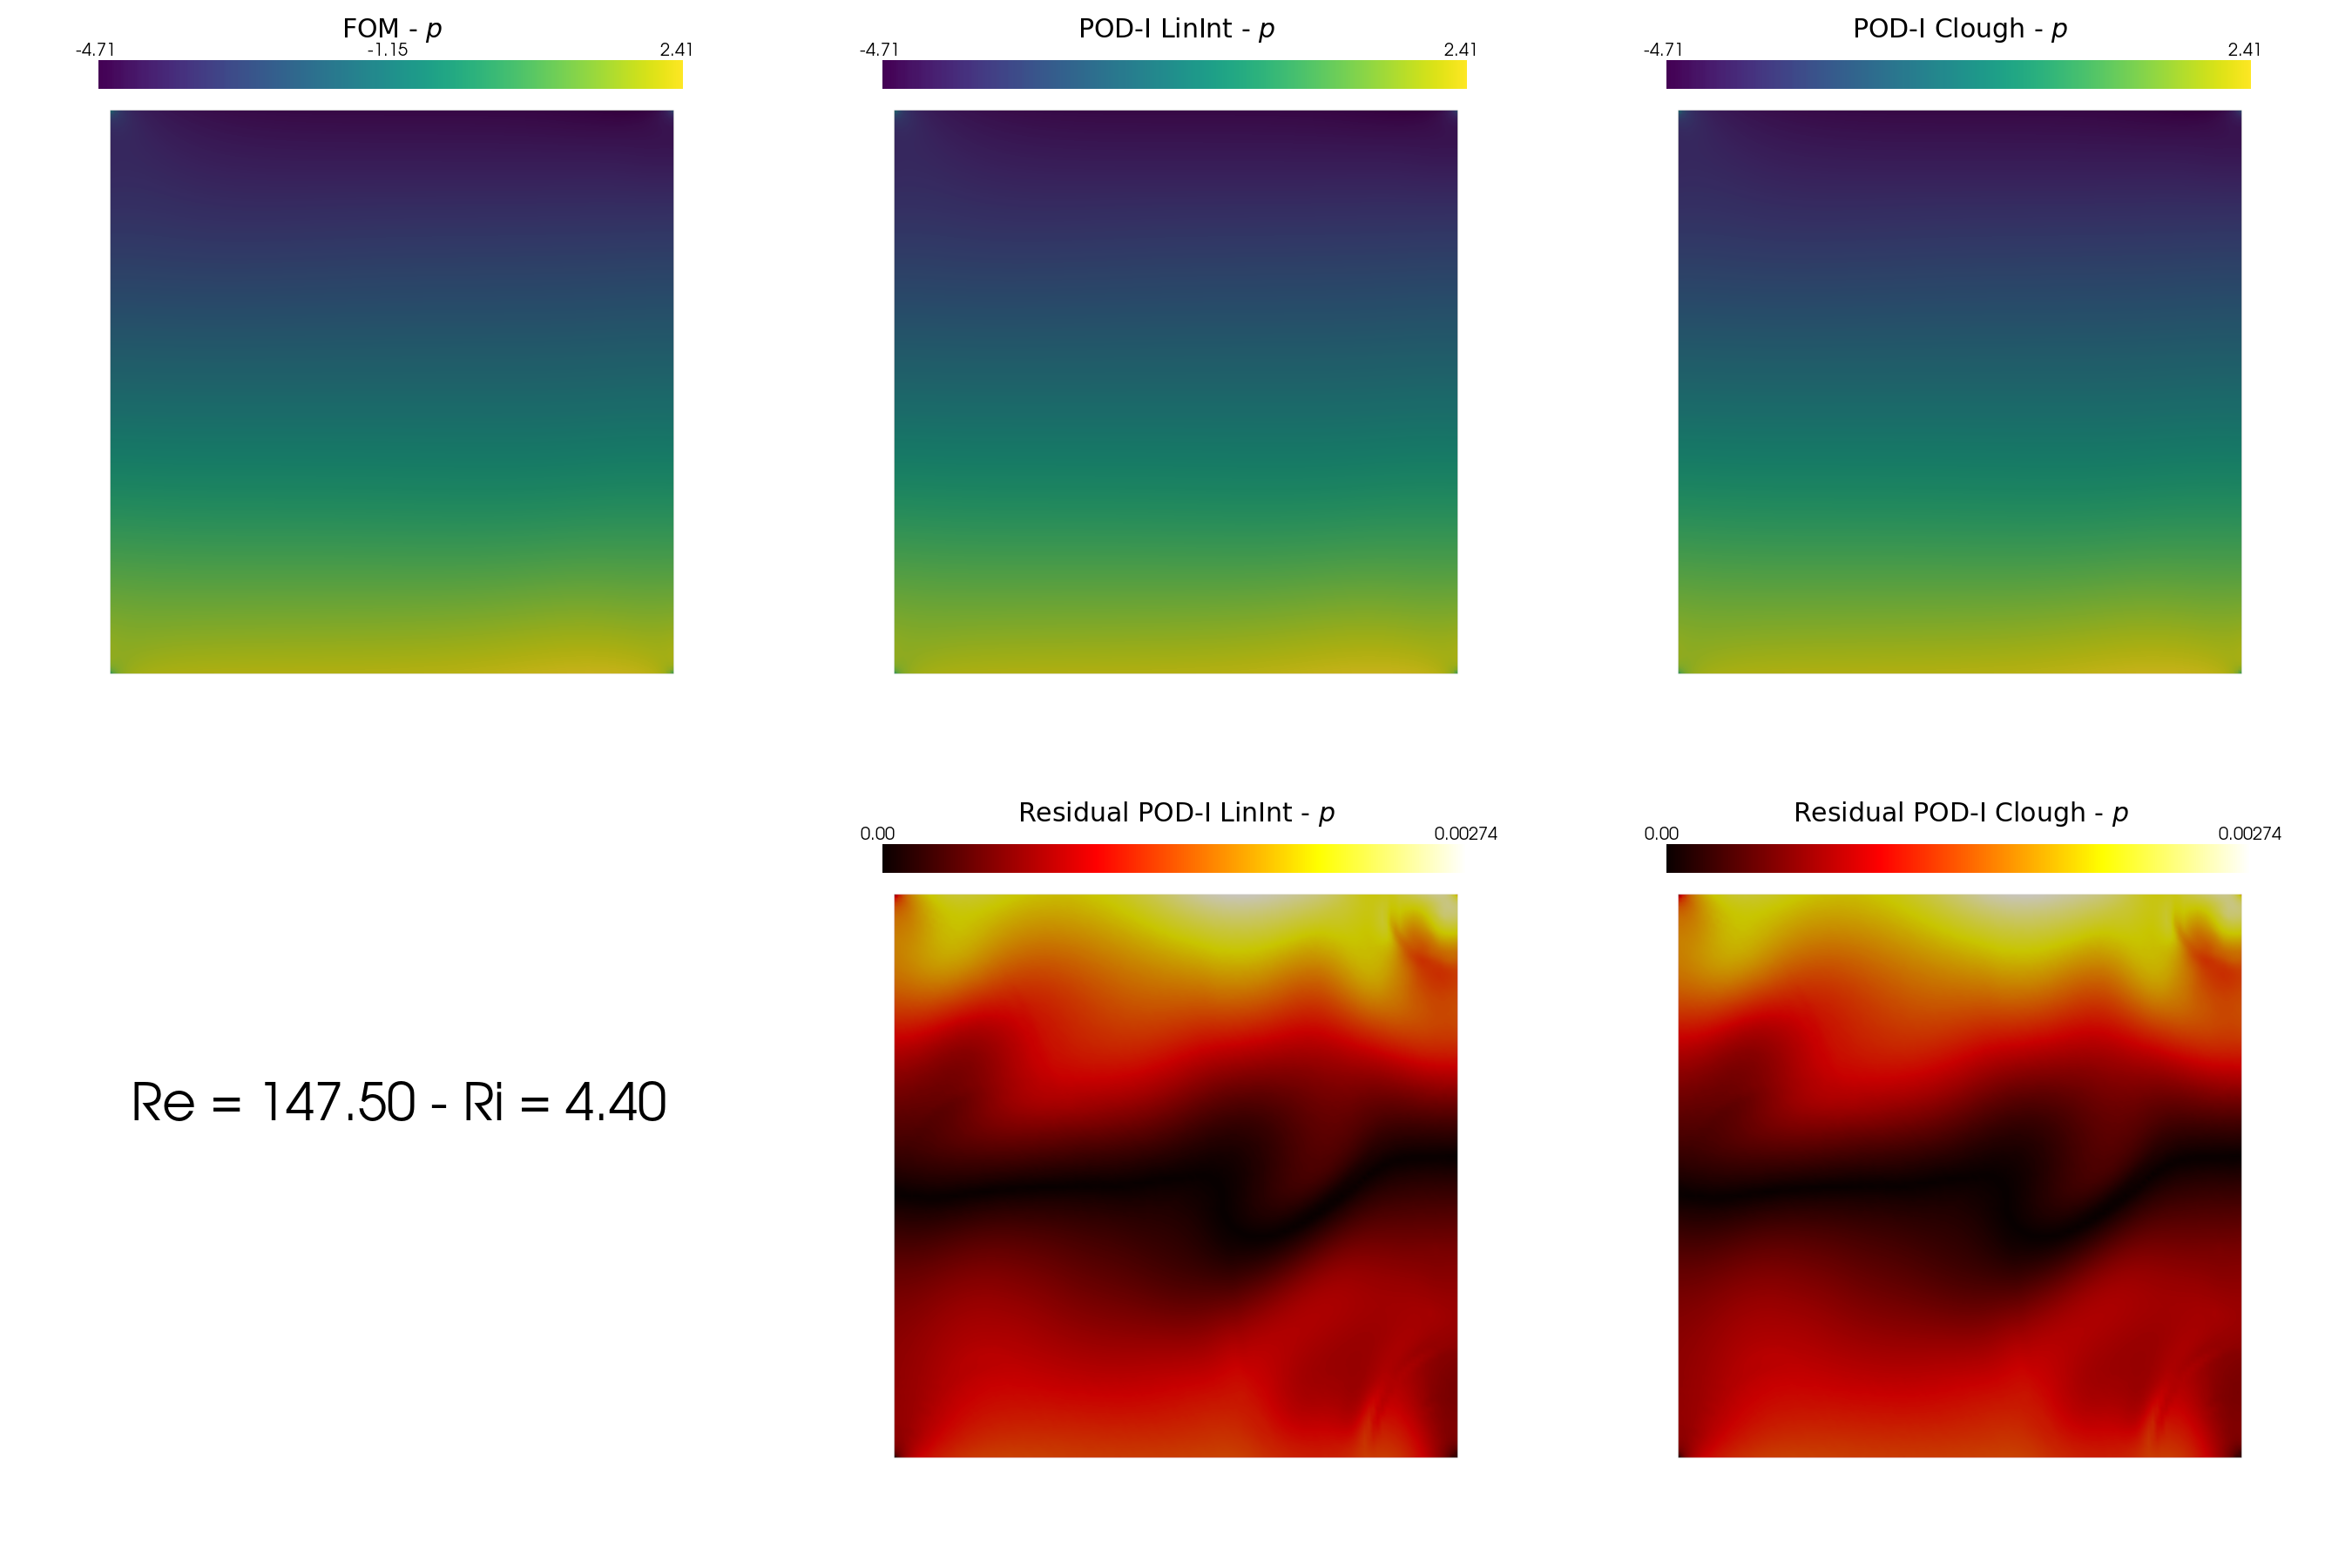 FOM - p
-4.71 -1.15 2.41
POD-I LinInt - p
-4.71 2.41
POD-I Clough - p
-4.71 2.41
Residual POD-I LinInt - p
0.00 0.00274
Residual POD-I Clough - p
0.00 0.00274
Re = 147.50 - Ri = 4.40